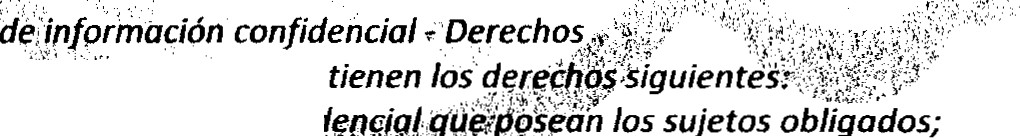 de información confidencial - Derechos
tienen los derechos siguientes:
lencial que posean los sujetos obligados;